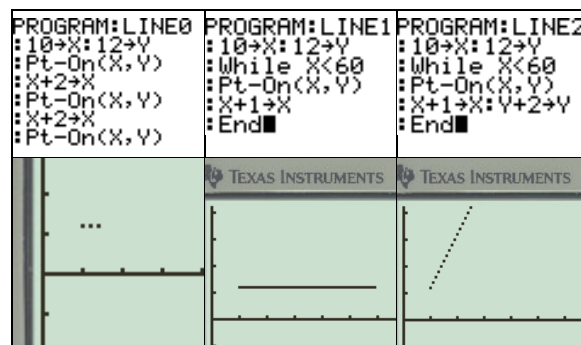 PROGRAM:LINE0
:10→X:12→Y
:Pt-On(X,Y)
:X+2→X
:Pt-On(X,Y)
:X+2→X
:Pt-On(X,Y)
PROGRAM:LINE1
:10→X:12→Y
:While X<60
:Pt-On(X,Y)
:X+1→X
:End
PROGRAM:LINE2
:10→X:12→Y
:While X<60
:Pt-On(X,Y)
:X+1→X:Y+2→Y
:End
TEXAS INSTRUMENTS
TEXAS INSTRUMENTS